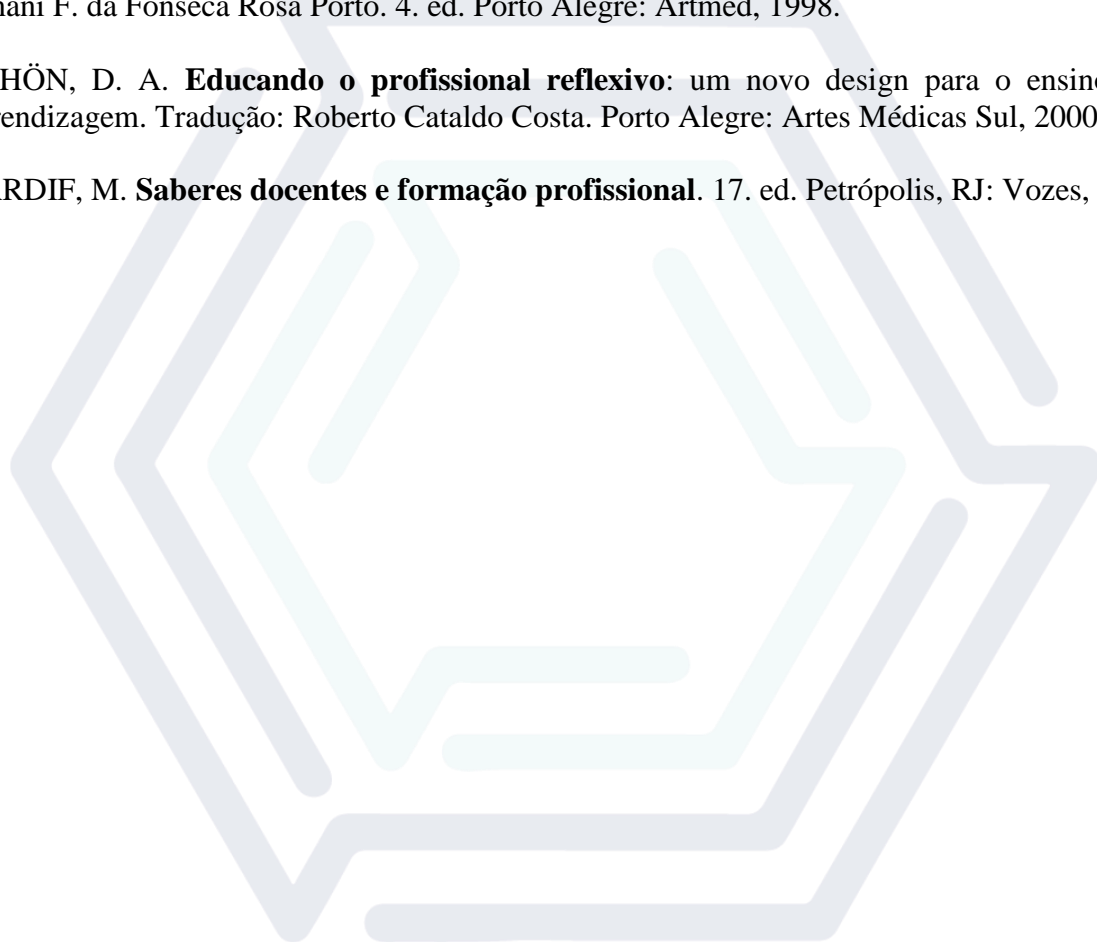 nani F. da Fonseca Rosa Porto. 4. ed. Porto Alegre: Artmed, 1998.
HÖN, D. A. Educando o profissional reflexivo: um novo design para o ensino
rendizagem. Tradução: Roberto Cataldo Costa. Porto Alegre: Artes Médicas Sul, 2000
RDIF, M. Saberes docentes e formação profissional. 17. ed. Petrópolis, RJ: Vozes,